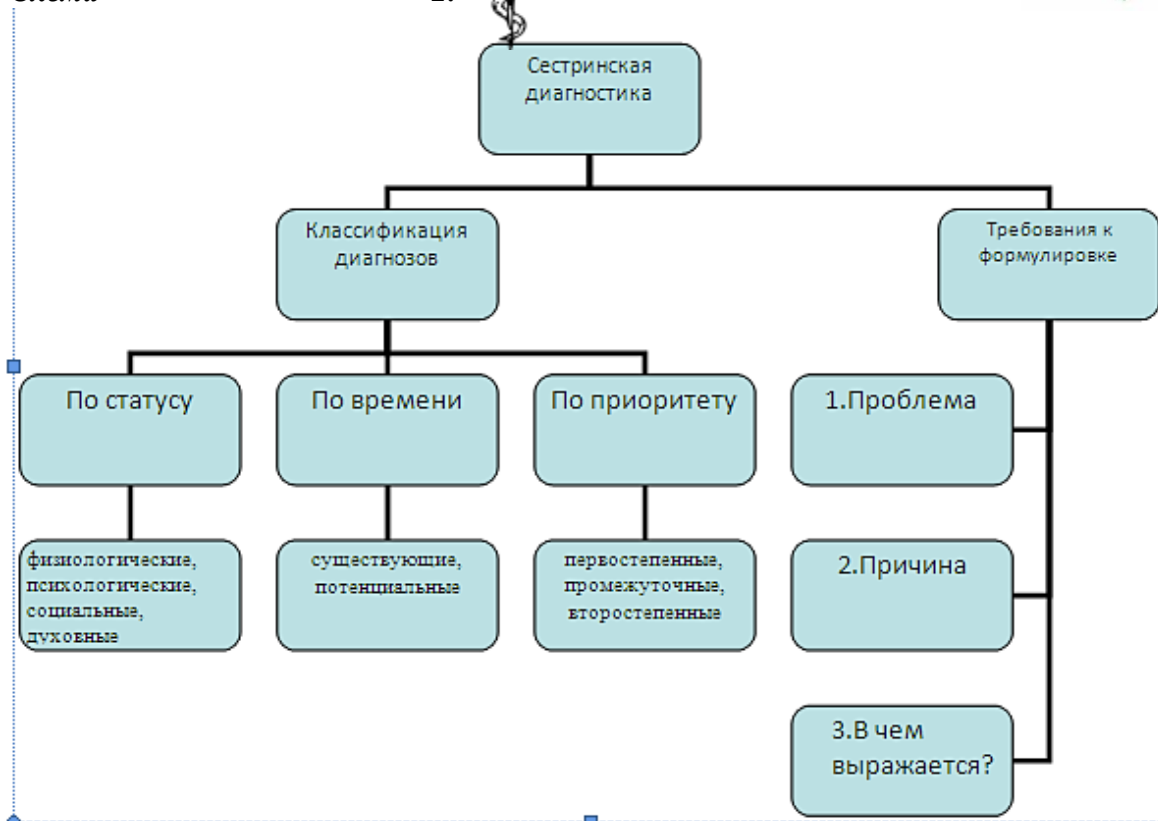 Сестринская
диагностика
Классификация
диагнозов
Требования к
формулировке
По статусу
По времени
По приоритету
1.Проблема
физиологические,
психологические,
социальные,
духовные
существующие,
потенциальные
первостепенные,
промежуточные,
второстепенные
2.Причина
3.В чем
выражается?